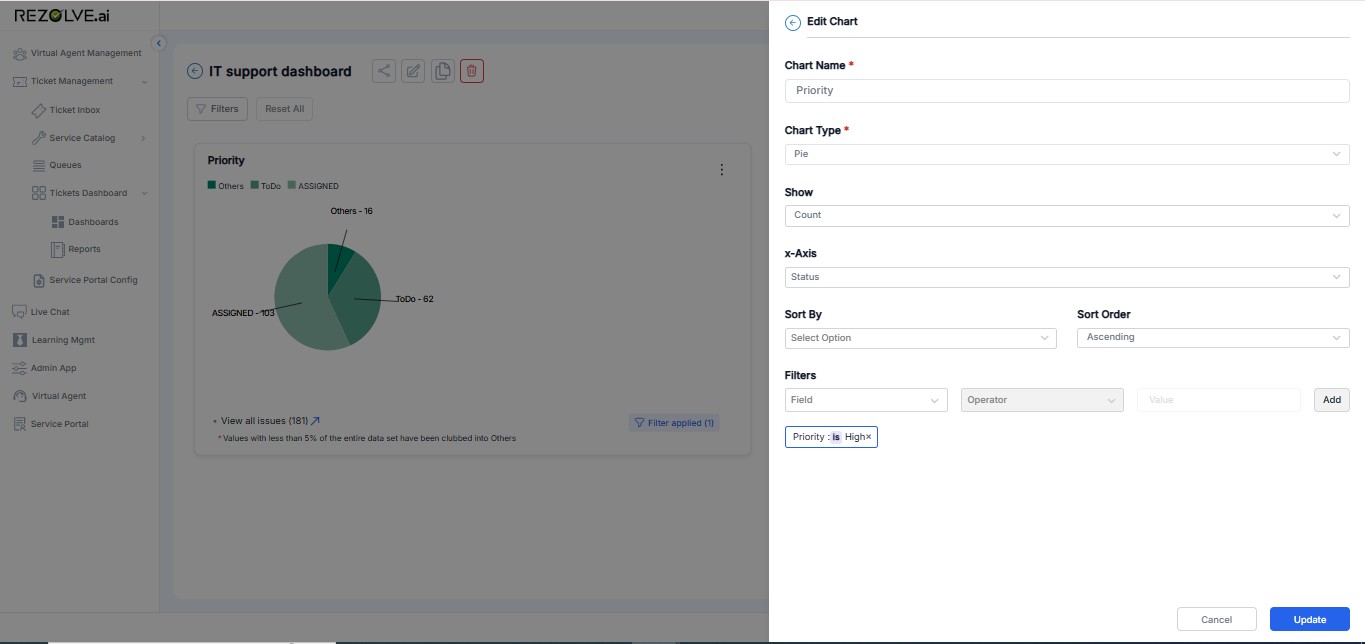 REZOLVE.ai
Virtual Agent Management
Ticket Management
Ticket Inbox
Service Catalog
Queues
Tickets Dashboard
Dashboards
Reports
Service Portal Config
Live Chat
Learning Mgmt
Admin App
Virtual Agent
Service Portal
IT support dashboard
Filters Reset All
Priority
Others ToDo ASSIGNED
Others - 16
ToDo - 62
ASSIGNED - 103
View all issues (181)
Filter applied (1)
*Values with less than 5% of the entire data set have been clubbed into Others
Edit Chart
Chart Name *
Priority
Chart Type *
Pie
Show
Count
x-Axis
Status
Sort By Sort Order
Select Option Ascending
Filters
Field Operator Value Add
Priority : is High×
Cancel Update